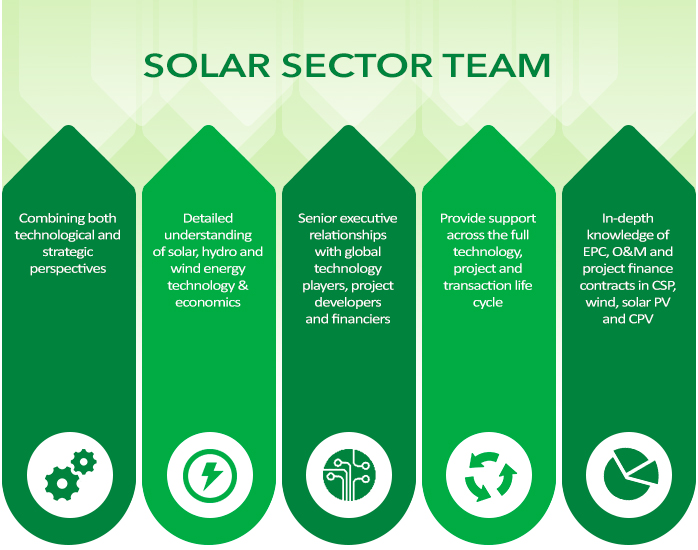 SOLAR SECTOR TEAM
Combining both
technological and
strategic
perspectives
Detailed
understanding
of solar, hydro and
wind energy
technology &
economics
Senior executive
relationships
with global
technology
players, project
developers
and financiers
Provide support
across the full
technology,
project and
transaction life
cycle
In-depth
knowledge of
EPC, O&M and
project finance
contracts in CSP,
wind, solar PV
and CPV